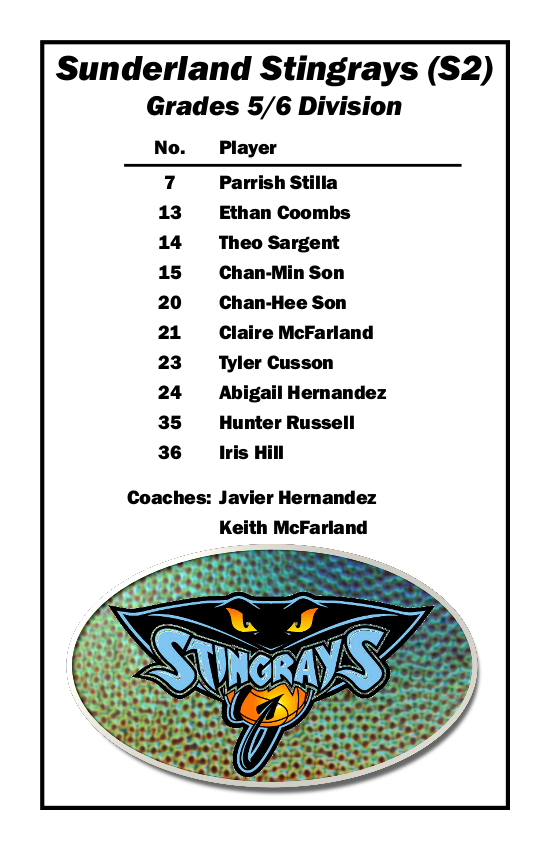 Sunderland Stingrays (S2)
Grades 5/6 Division
No. Player
7 Parrish Stilla
13 Ethan Coombs
14 Theo Sargent
15 Chan-Min Son
20 Chan-Hee Son
21 Claire McFarland
23 Tyler Cusson
24 Abigail Hernandez
35 Hunter Russell
36 Iris Hill
Coaches: Javier Hernandez
Keith McFarland
STINGRAYS